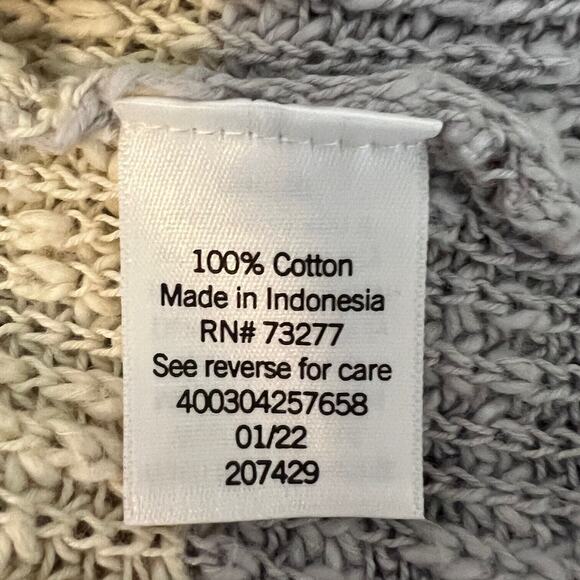 100% Cotton
Made in Indonesia
RN# 73277
See reverse for care
400304257658
01/22
207429